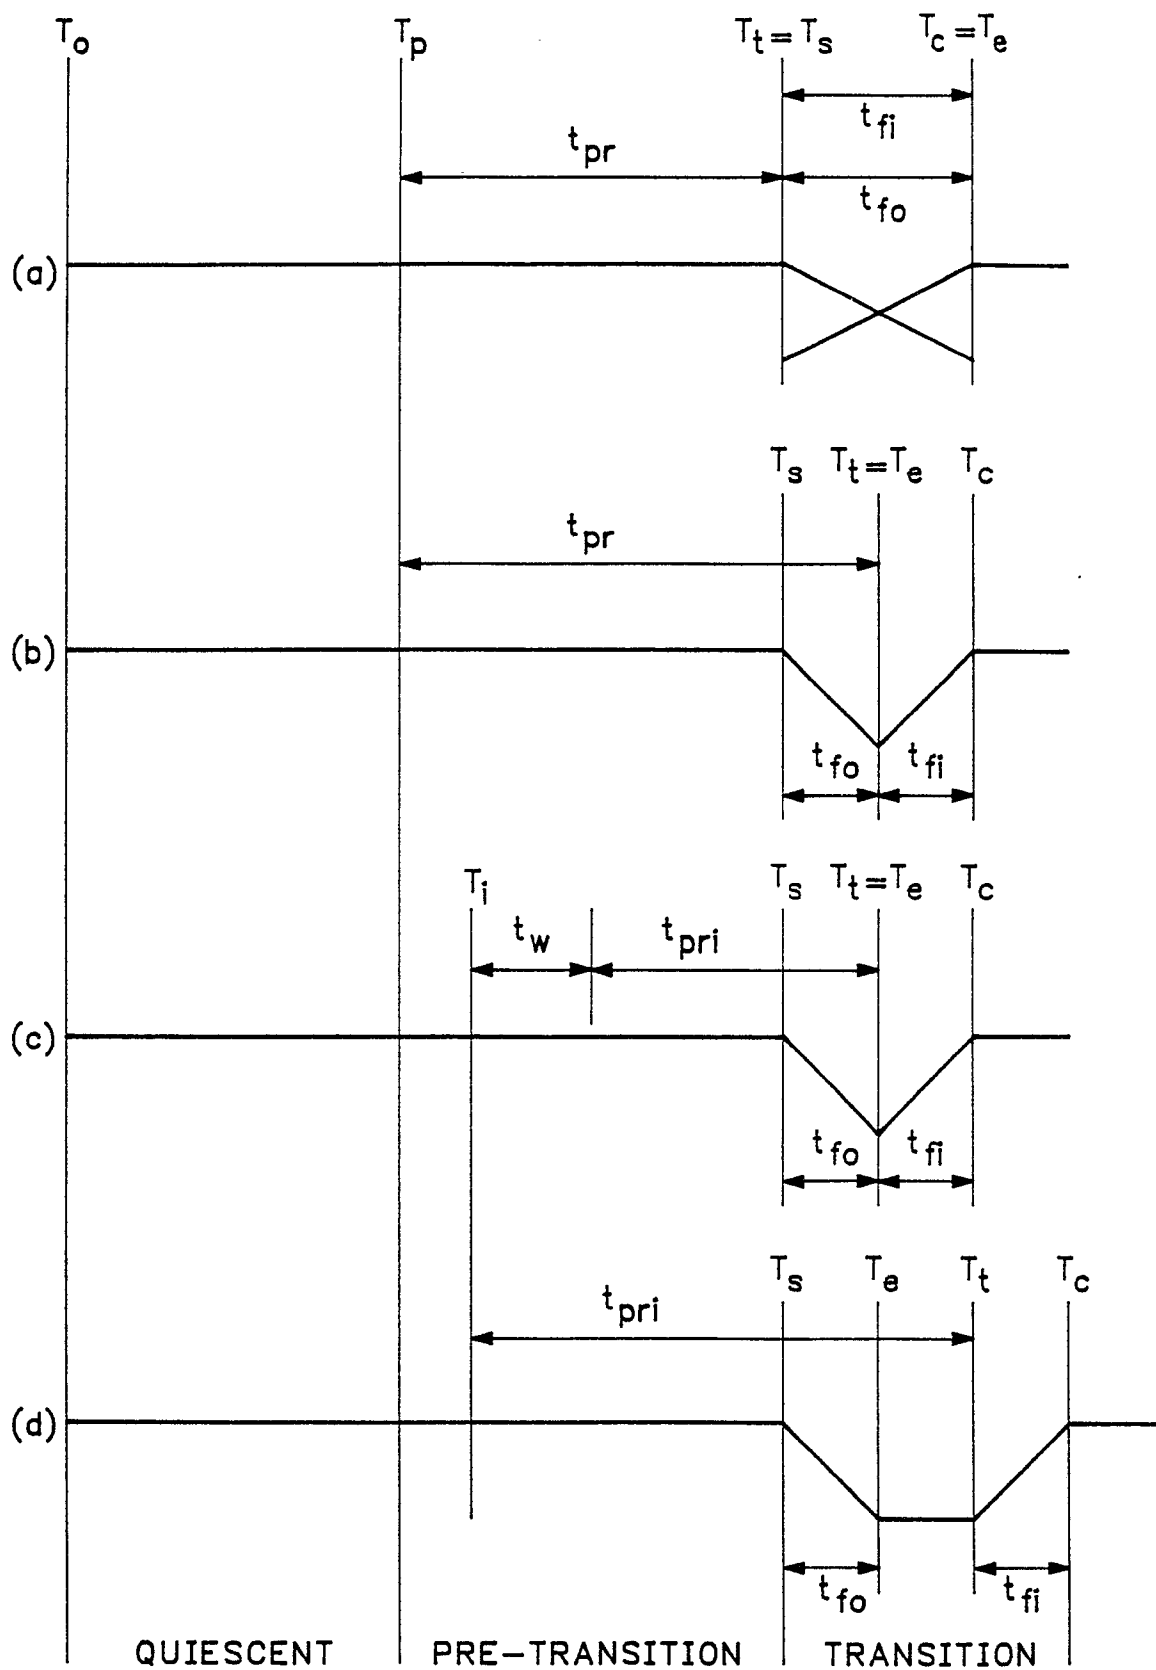 To Tp Tt=Ts Tc=Te
tfi
tpr
tfo
(a)
Ts Tt=Te Tc
tpr
(b)
tfo tfi
Ti Ts Tt=Te Tc
tw tpri
(c)
tfo tfi
Ts Te Tt Tc
tpri
(d)
tfo tfi
QUIESCENT PRE-TRANSITION TRANSITION